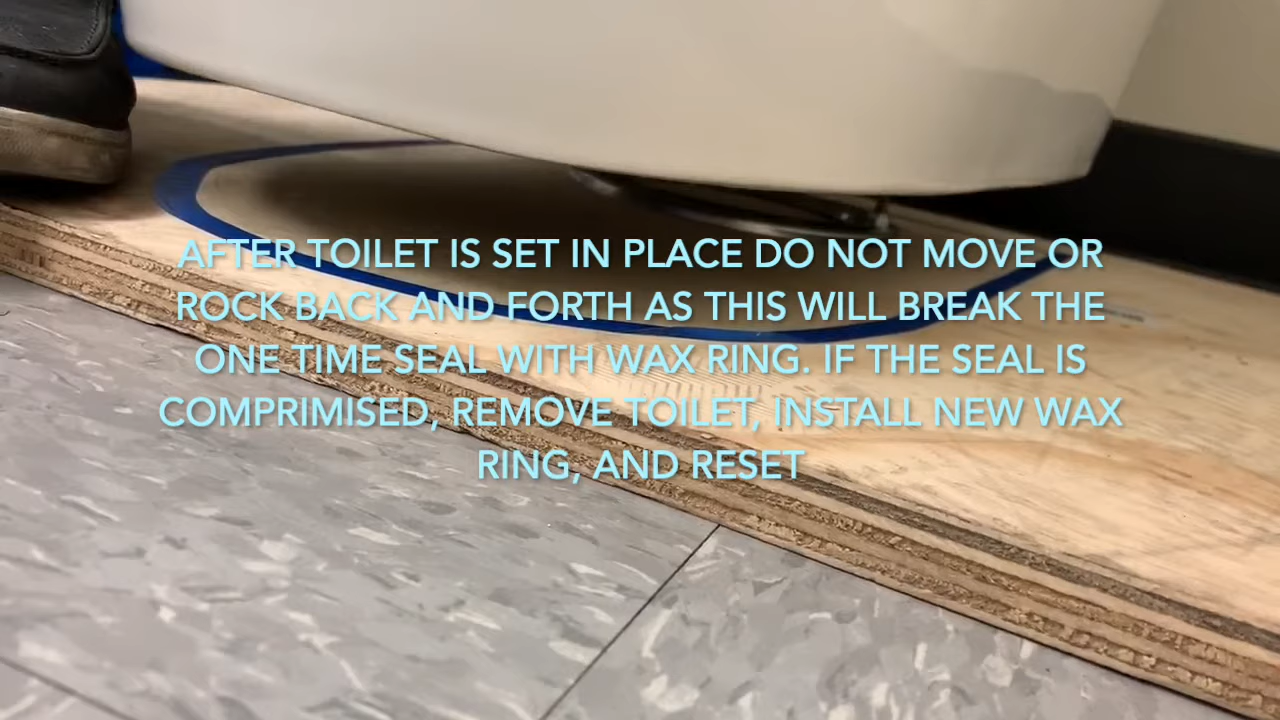 AFTER TOILET IS SET IN PLACE DO NOT MOVE OR
ROCK BACK AND FORTH AS THIS WILL BREAK THE
ONE TIME SEAL WITH WAX RING. IF THE SEAL IS
COMPRIMISED, REMOVE TOILET, INSTALL NEW WAX
RING, AND RESET